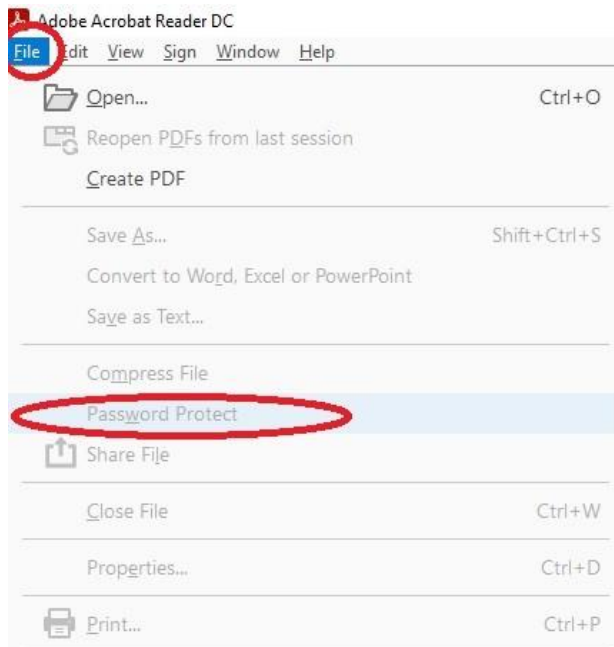 Adobe Acrobat Reader DC
File Edit View Sign Window Help
Open... Ctrl+O
Reopen PDFs from last session
Create PDF
Save As... Shift+Ctrl+S
Convert to Word, Excel or PowerPoint
Save as Text...
Compress File
Password Protect
Share File
Close File Ctrl+W
Properties... Ctrl+D
Print... Ctrl+P